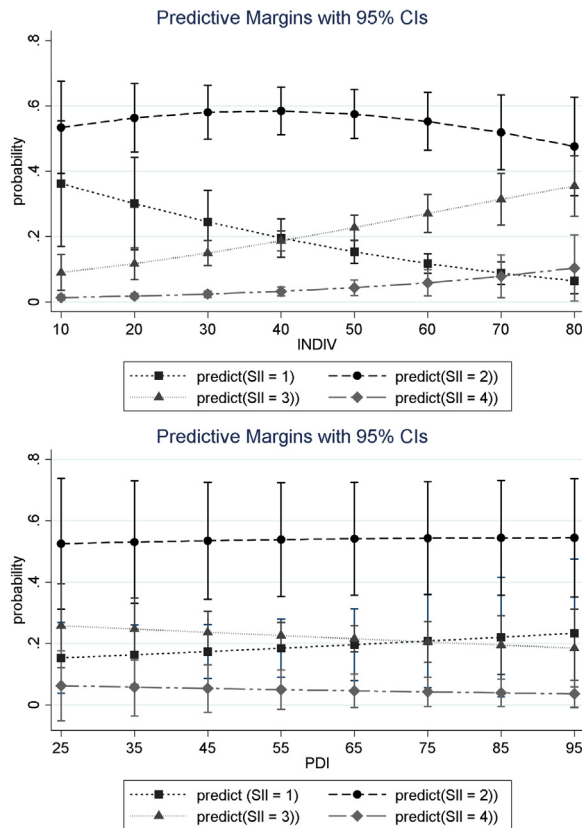 Predictive Margins with 95% CIs
.8
.6
.4
.2
0
probability
10 20 30 40 50 60 70 80
INDIV
predict(SII = 1) predict(SII = 2))
predict(SII = 3)) predict(SII = 4))
Predictive Margins with 95% CIs
.8
.6
.4
.2
0
probability
25 35 45 55 65 75 85 95
PDI
predict (SII = 1) predict(SII = 2))
predict(SII = 3)) predict(SII = 4))